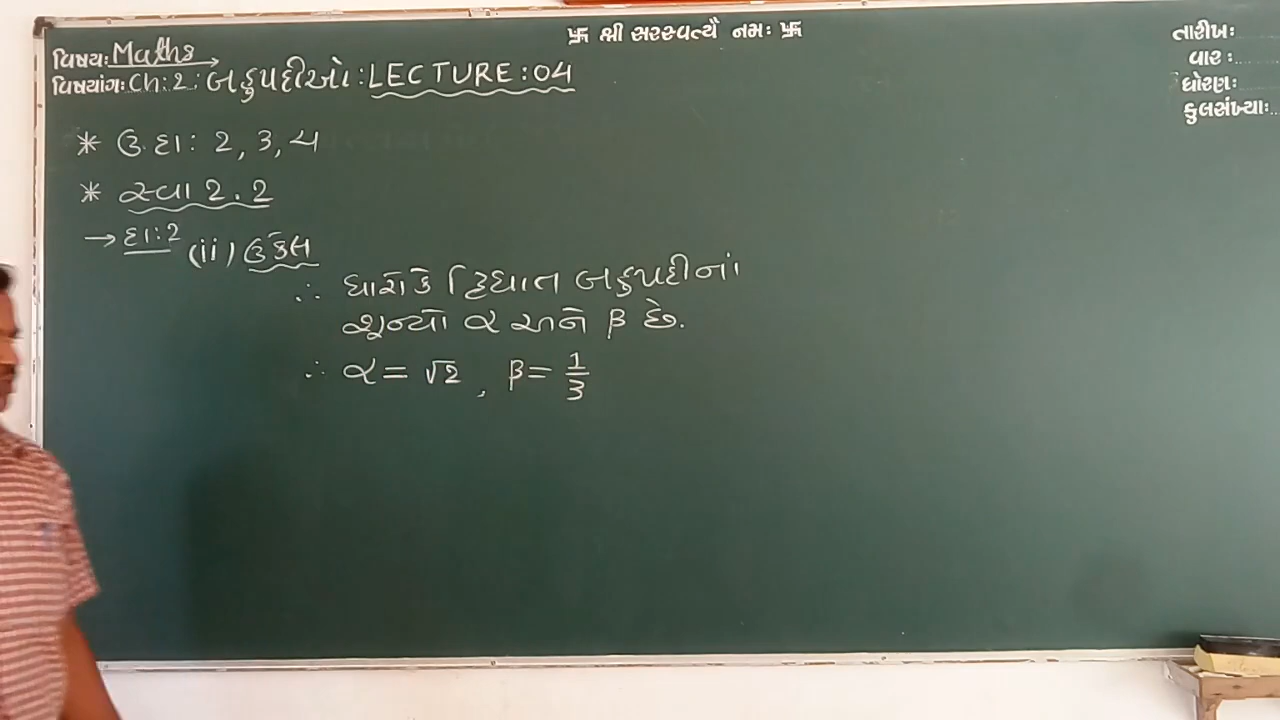 卐 શ્રી સરસ્વત્યૈ નમઃ 卐
વિષય: Maths
વિષયાંગ: Ch:2: બહુપદીઓ : LECTURE:04
તારીખ:
વાર:
ધોરણ:
કુલસંખ્યા:
* ઉ.દા: 2, 3, 4
* સ્વા 2.2
→ દા:2 (ii) ઉકેલ
∴ ધારોકે દ્વિઘાત બહુપદીનાં
શૂન્યો α અને β છે.
∴ α = √2 , β = 1/3